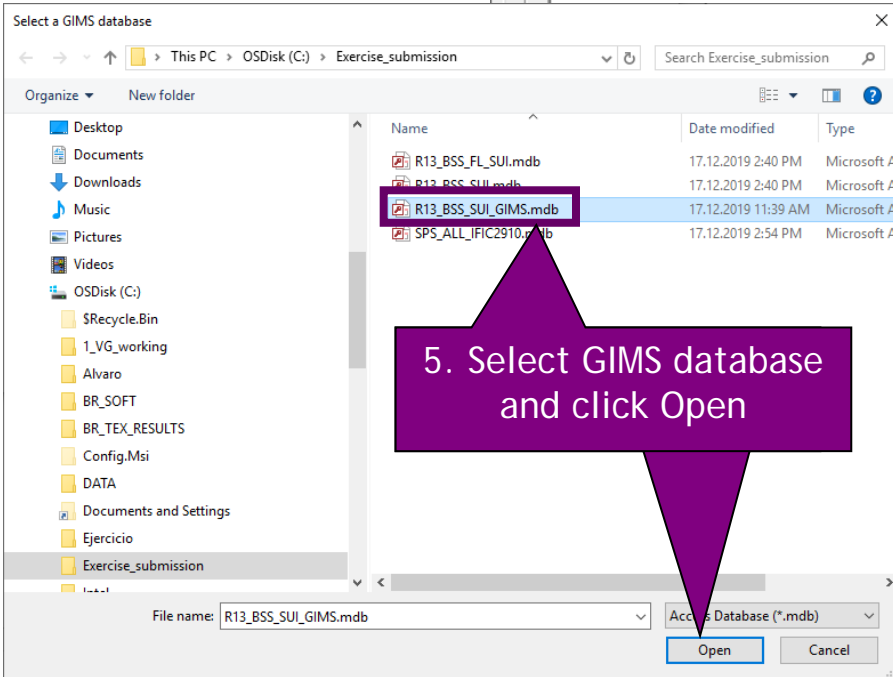 Select a GIMS database
This PC > OSDisk (C:) > Exercise_submission
Search Exercise_submission
Organize
New folder
Desktop
Documents
Downloads
Music
Pictures
Videos
OSDisk (C:)
$Recycle.Bin
1_VG_working
Alvaro
BR_SOFT
BR_TEX_RESULTS
Config.Msi
DATA
Documents and Settings
Ejercicio
Exercise_submission
Name Date modified Type
R13_BSS_FL_SUI.mdb 17.12.2019 2:40 PM Microsoft A
R13_BSS_SUI.mdb 17.12.2019 2:40 PM Microsoft A
R13_BSS_SUI_GIMS.mdb 17.12.2019 11:39 AM Microsoft A
SPS_ALL_IFIC2910.mdb 17.12.2019 2:54 PM Microsoft A
5. Select GIMS database
and click Open
File name: R13_BSS_SUI_GIMS.mdb
Access Database (*.mdb)
Open
Cancel